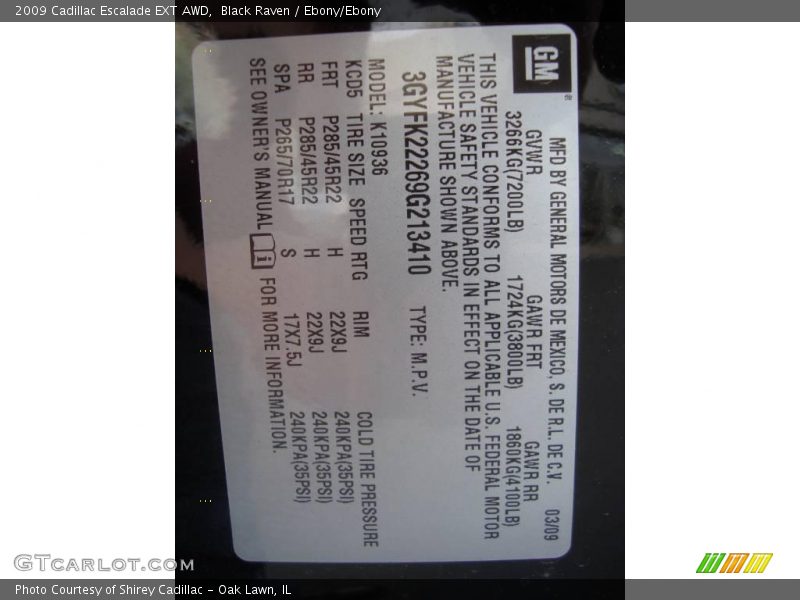 2009 Cadillac Escalade EXT AWD,  Black Raven / Ebony/Ebony
GM
®
MFD BY GENERAL MOTORS DE MEXICO, S. DE R.L. DE C.V. 03/09
GVWR GAWR FRT GAWR RR
3266KG(7200LB) 1724KG(3800LB) 1860KG(4100LB)
THIS VEHICLE CONFORMS TO ALL APPLICABLE U.S. FEDERAL MOTOR
VEHICLE SAFETY STANDARDS IN EFFECT ON THE DATE OF
MANUFACTURE SHOWN ABOVE.
3GYFK22269G213410 TYPE: M.P.V.
MODEL: K10936
KCD5 TIRE SIZE SPEED RTG RIM COLD TIRE PRESSURE
FRT P285/45R22 H 22X9J 240KPA(35PSI)
RR P285/45R22 H 22X9J 240KPA(35PSI)
SPA P265/70R17 S 17X7.5J 240KPA(35PSI)
SEE OWNER'S MANUAL FOR MORE INFORMATION.
GTcarlot.com
Photo Courtesy of Shirey Cadillac - Oak Lawn, IL